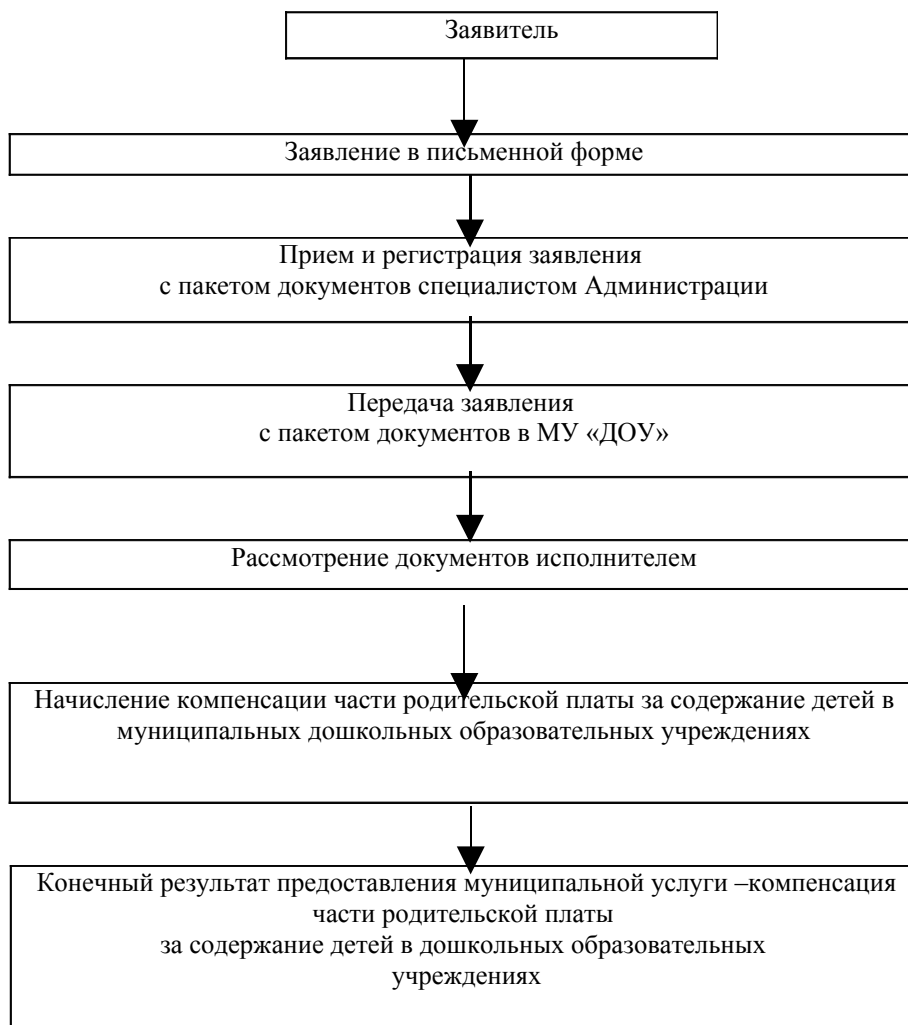 Заявитель
Заявление в письменной форме
Прием и регистрация заявления
с пакетом документов специалистом Администрации
Передача заявления
с пакетом документов в МУ «ДОУ»
Рассмотрение документов исполнителем
Начисление компенсации части родительской платы за содержание детей в
муниципальных дошкольных образовательных учреждениях
Конечный результат предоставления муниципальной услуги –компенсация
части родительской платы
за содержание детей в дошкольных образовательных
учреждениях